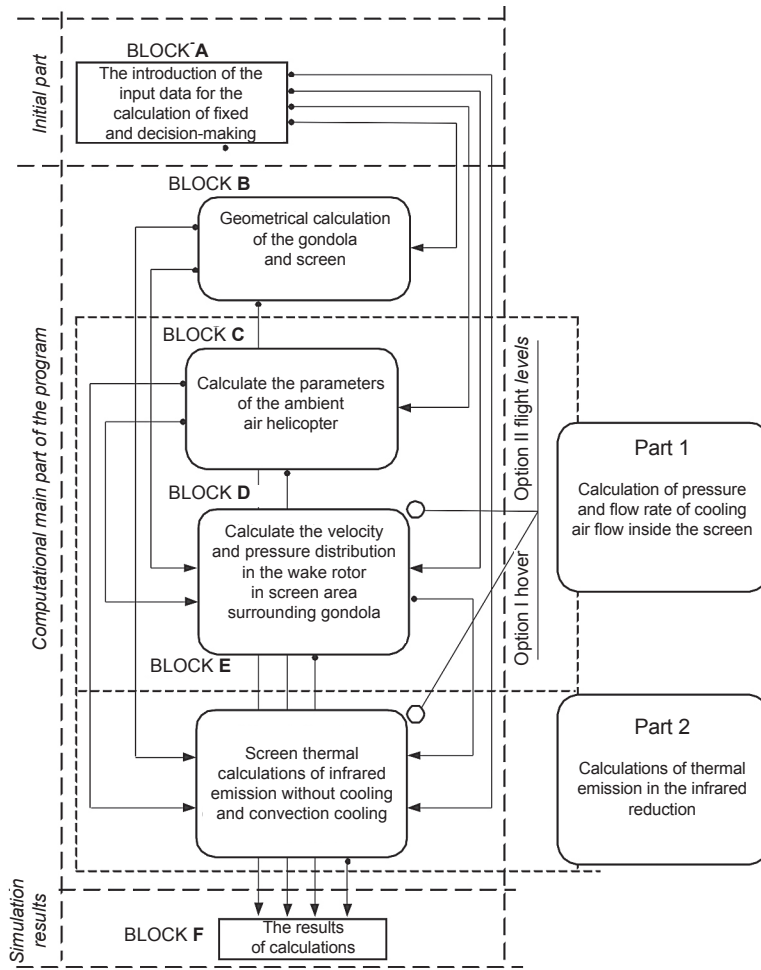 Initial part
BLOCK A
The introduction of the
input data for the
calculation of fixed
and decision-making
Computational main part of the program
BLOCK B
Geometrical calculation
of the gondola
and screen
BLOCK C
Calculate the parameters
of the ambient
air helicopter
BLOCK D
Calculate the velocity
and pressure distribution
in the wake rotor
in screen area
surrounding gondola
Option II flight levels
Option I hover
Part 1
Calculation of pressure
and flow rate of cooling
air flow inside the screen
BLOCK E
Screen thermal
calculations of infrared
emission without cooling
and convection cooling
Part 2
Calculations of thermal
emission in the infrared
reduction
Simulation
results
BLOCK F
The results
of calculations